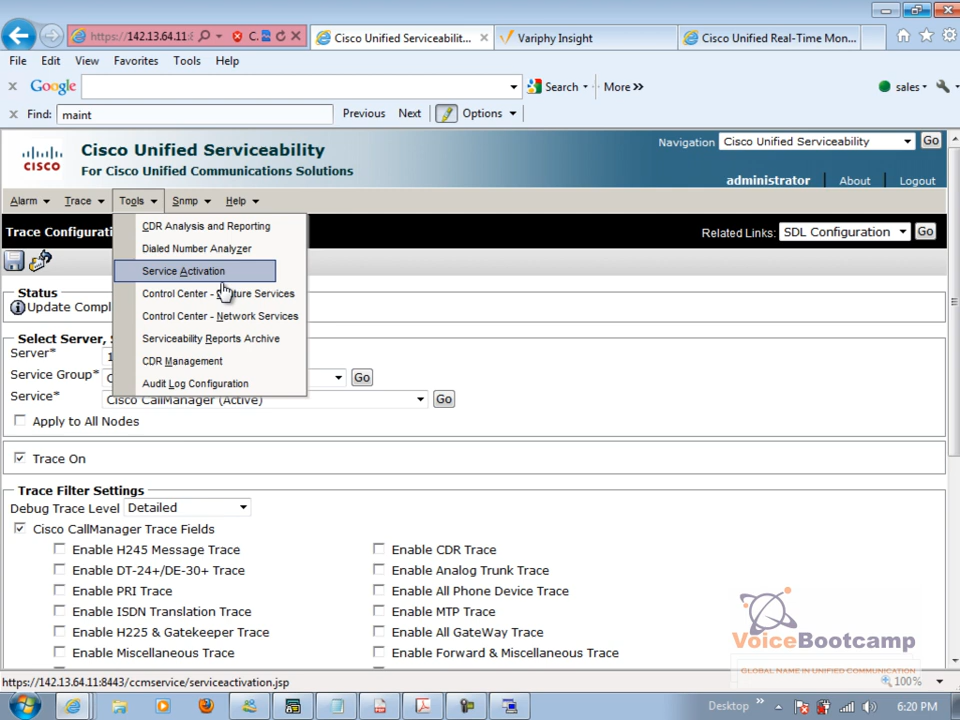 https://142.13.64.11:8
C.
Cisco Unified Serviceabilit...
Variphy Insight
Cisco Unified Real-Time Mon...
File Edit View Favorites Tools Help
x Google Search More »
sales
x Find: maint Previous Next Options
Cisco Unified Serviceability
For Cisco Unified Communications Solutions
CISCO
Navigation Cisco Unified Serviceability Go
administrator About Logout
Alarm Trace Tools Snmp Help
Trace Configurati
Related Links: SDL Configuration Go
CDR Analysis and Reporting
Dialed Number Analyzer
Service Activation
Control Center - ture Services
Control Center - Network Services
Serviceability Reports Archive
CDR Management
Audit Log Configuration
Status
Update Compl
Select Server, S
Server* 1
Service Group* Go
Service* Cisco CallManager (Active) Go
Apply to All Nodes
Trace On
Trace Filter Settings
Debug Trace Level Detailed
Cisco CallManager Trace Fields
Enable H245 Message Trace Enable CDR Trace
Enable DT-24+/DE-30+ Trace Enable Analog Trunk Trace
Enable PRI Trace Enable All Phone Device Trace
Enable ISDN Translation Trace Enable MTP Trace
Enable H225 & Gatekeeper Trace Enable All GateWay Trace
Enable Miscellaneous Trace Enable Forward & Miscellaneous Trace
VoiceBootcamp
GLOBAL NAME IN UNIFIED COMMUNICATION
https://142.13.64.11:8443/ccmservice/serviceactivation.jsp
100%
Desktop » 6:20 PM